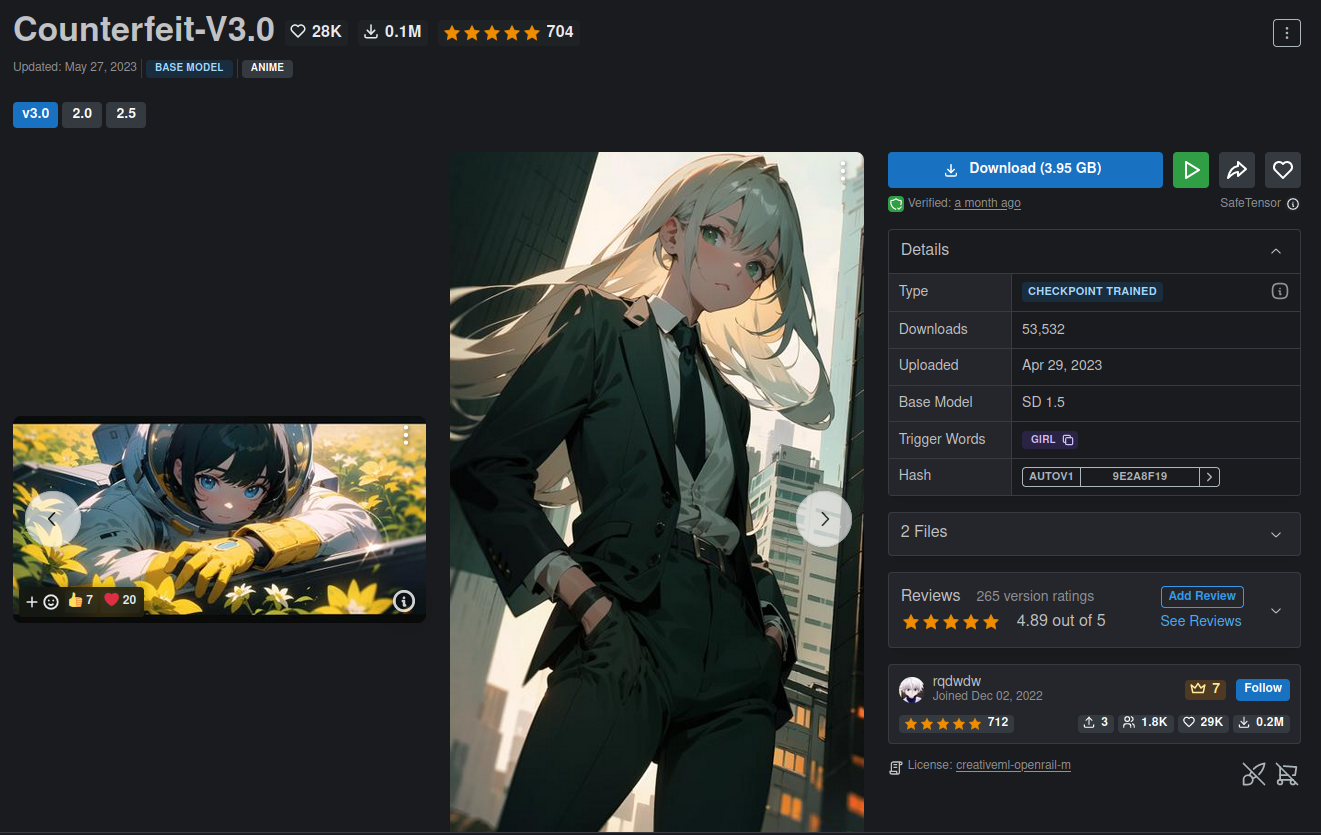 Counterfeit-V3.0 28K 0.1M 704
Updated: May 27, 2023 BASE MODEL ANIME
v3.0 2.0 2.5
Download (3.95 GB)
Verified: a month ago SafeTensor
Details
Type CHECKPOINT TRAINED
Downloads 53,532
Uploaded Apr 29, 2023
Base Model SD 1.5
Trigger Words GIRL
Hash AUTOV1 9E2A8F19
2 Files
Reviews 265 version ratings Add Review
4.89 out of 5 See Reviews
7 20
rqdwdw 7 Follow
Joined Dec 02, 2022
712 3 1.8K 29K 0.2M
License: creativeml-openrail-m